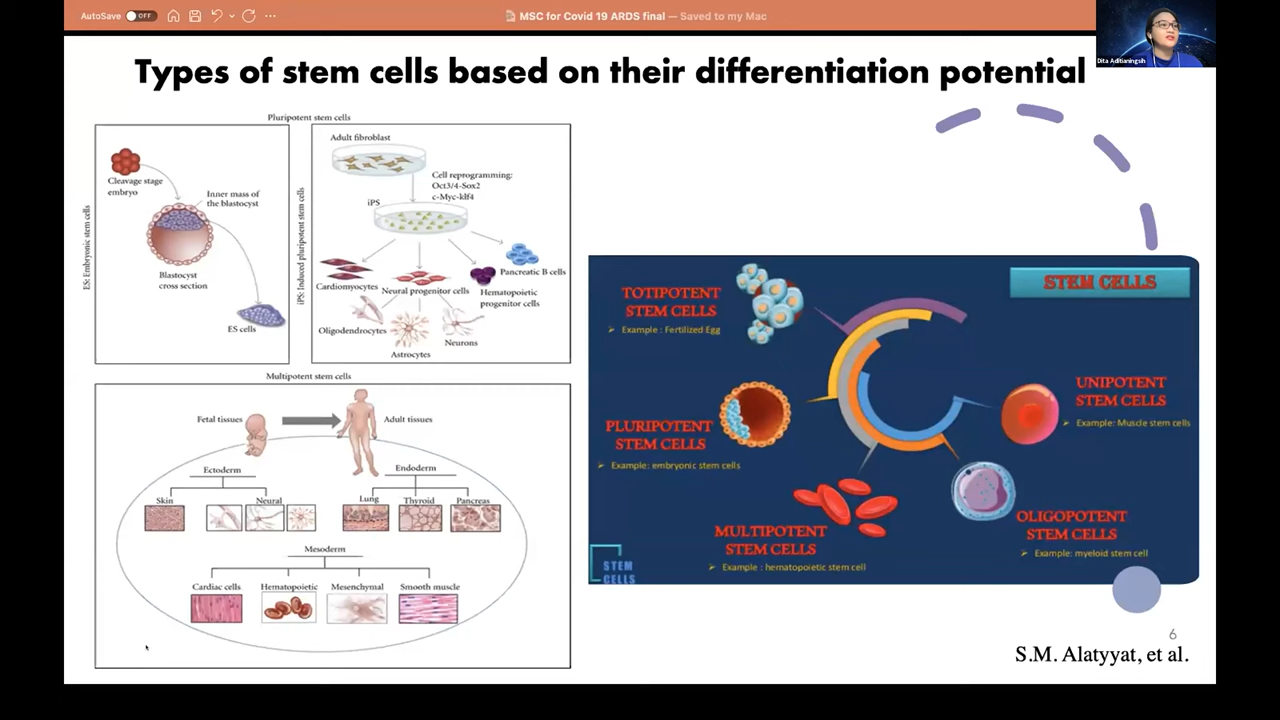 AutoSave OFF
MSC for Covid 19 ARDS final — Saved to my Mac
Dita Aditianingsih
Types of stem cells based on their differentiation potential
Pluripotent stem cells
ES: Embryonic stem cells
Cleavage stage
embryo
Inner mass of
the blastocyst
Blastocyst
cross section
ES cells
iPS: Induced pluripotent stem cells
Adult fibroblast
Cell reprogramming:
Oct3/4-Sox2
c-Myc-klf4
iPS
Cardiomyocytes
Neural progenitor cells
Pancreatic B cells
Hematopoietic
progenitor cells
Oligodendrocytes
Astrocytes
Neurons
Multipotent stem cells
Fetal tissues
Adult tissues
Ectoderm
Endoderm
Skin
Neural
Lung
Thyroid
Pancreas
Mesoderm
Cardiac cells
Hematopoietic
Mesenchymal
Smooth muscle
STEM CELLS
TOTIPOTENT
STEM CELLS
Example : Fertilized Egg
PLURIPOTENT
STEM CELLS
Example: embryonic stem cells
MULTIPOTENT
STEM CELLS
Example : hematopoietic stem cell
OLIGOPOTENT
STEM CELLS
Example: myeloid stem cell
UNIPOTENT
STEM CELLS
Example: Muscle stem cells
STEM
CELLS
6
S.M. Alatyyat, et al.